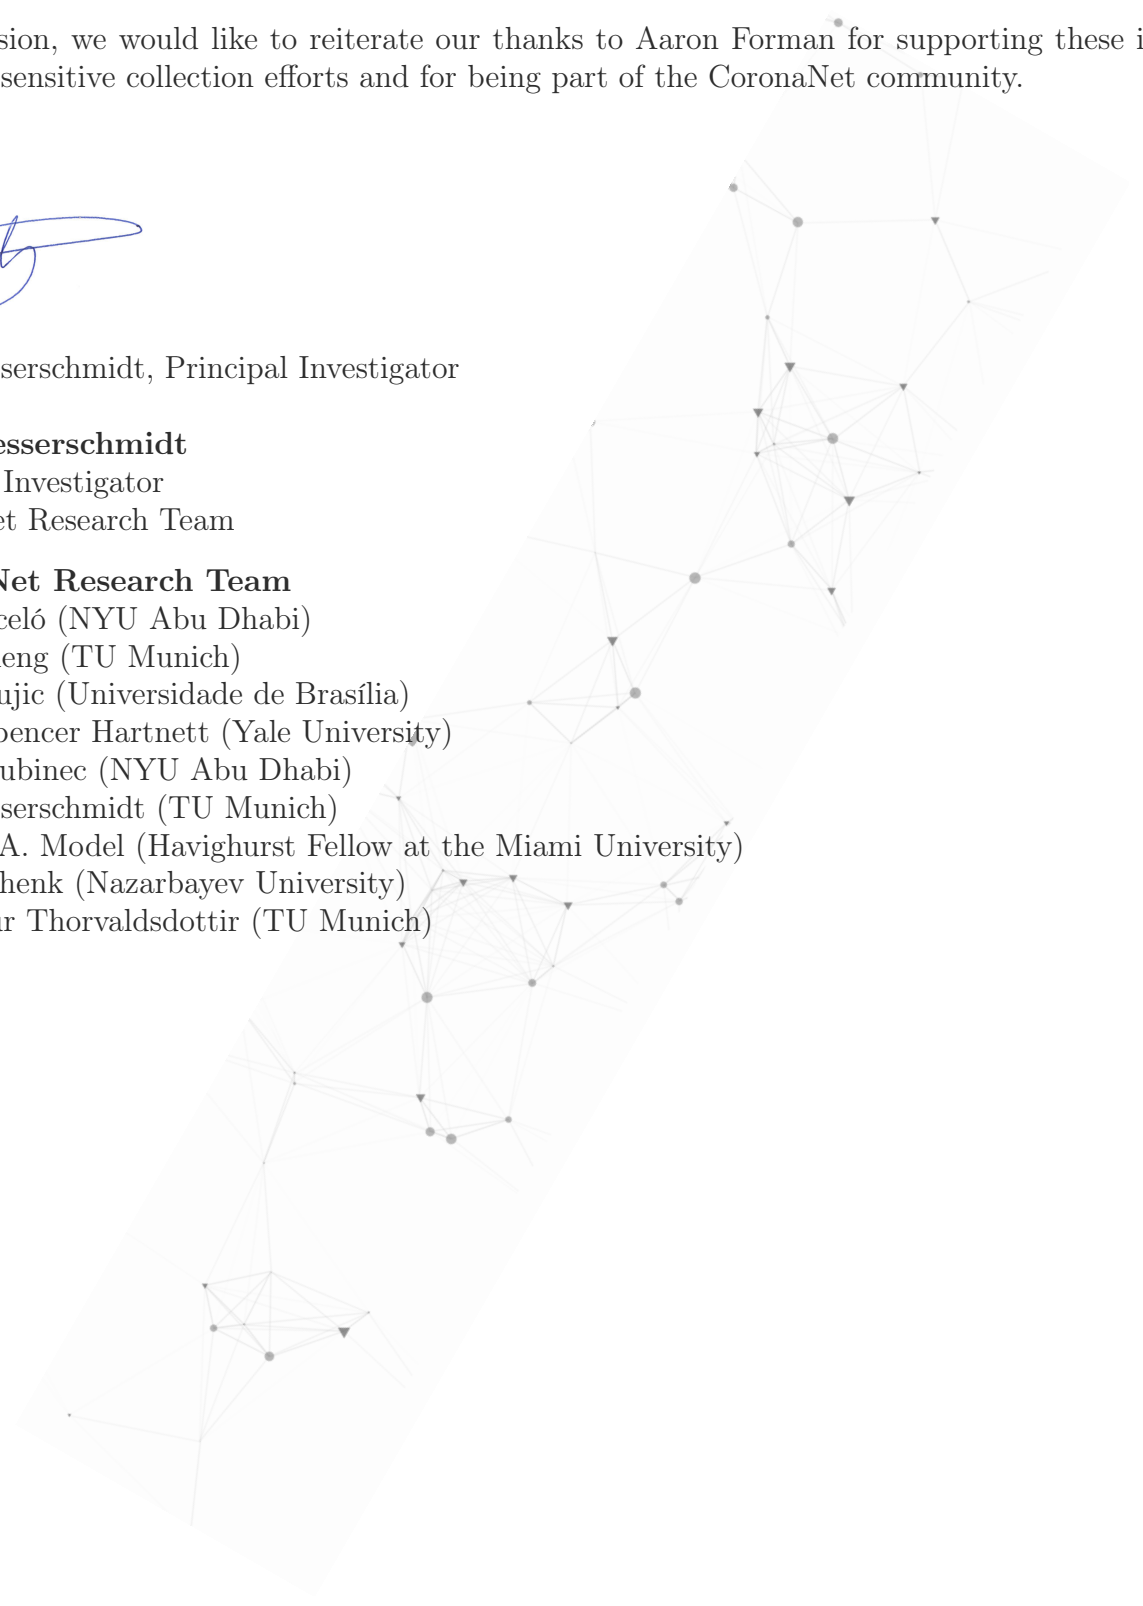 sion, we would like to reiterate our thanks to Aaron Forman for supporting these i
sensitive collection efforts and for being part of the CoronaNet community.
serschmidt, Principal Investigator
esserschmidt
Investigator
et Research Team
Net Research Team
celó (NYU Abu Dhabi)
eng (TU Munich)
ujic (Universidade de Brasília)
pencer Hartnett (Yale University)
ubinec (NYU Abu Dhabi)
serschmidt (TU Munich)
A. Model (Havighurst Fellow at the Miami University)
henk (Nazarbayev University)
ur Thorvaldsdottir (TU Munich)